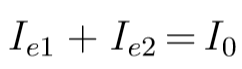 I_{e1} + I_{e2} = I_0